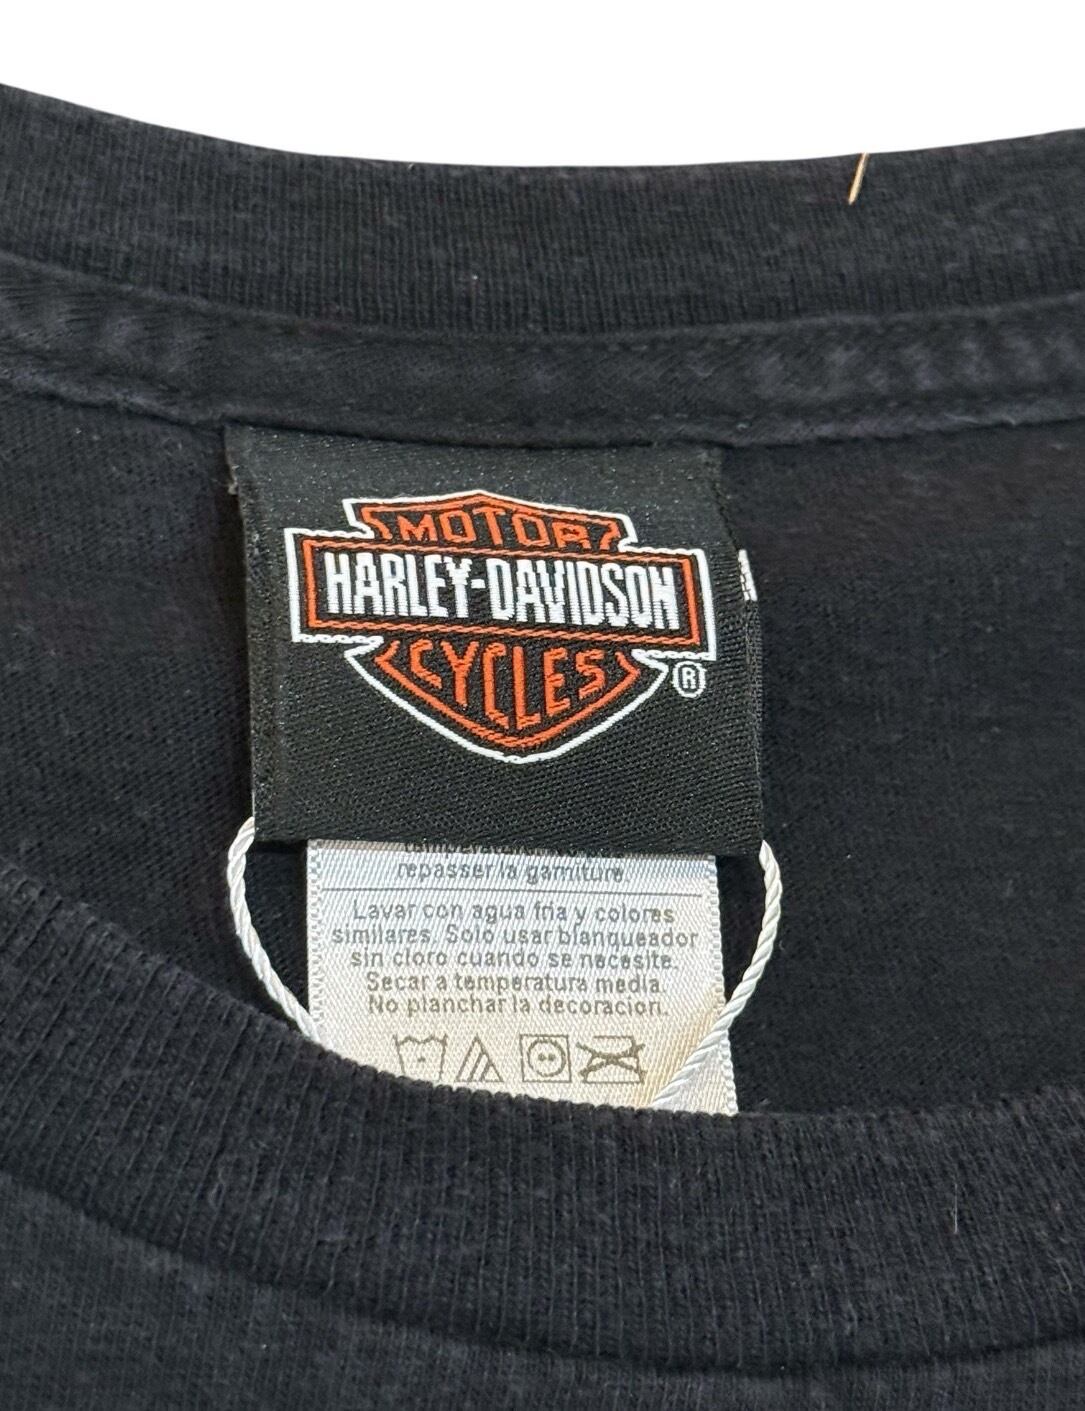 MOTOR
HARLEY-DAVIDSON
CYCLES
®
repasser la garniture
Lavar con agua fria y colores
similares. Solo usar blanqueador
sin cloro cuando se necesite.
Secar a temperatura media.
No planchar la decoracion.